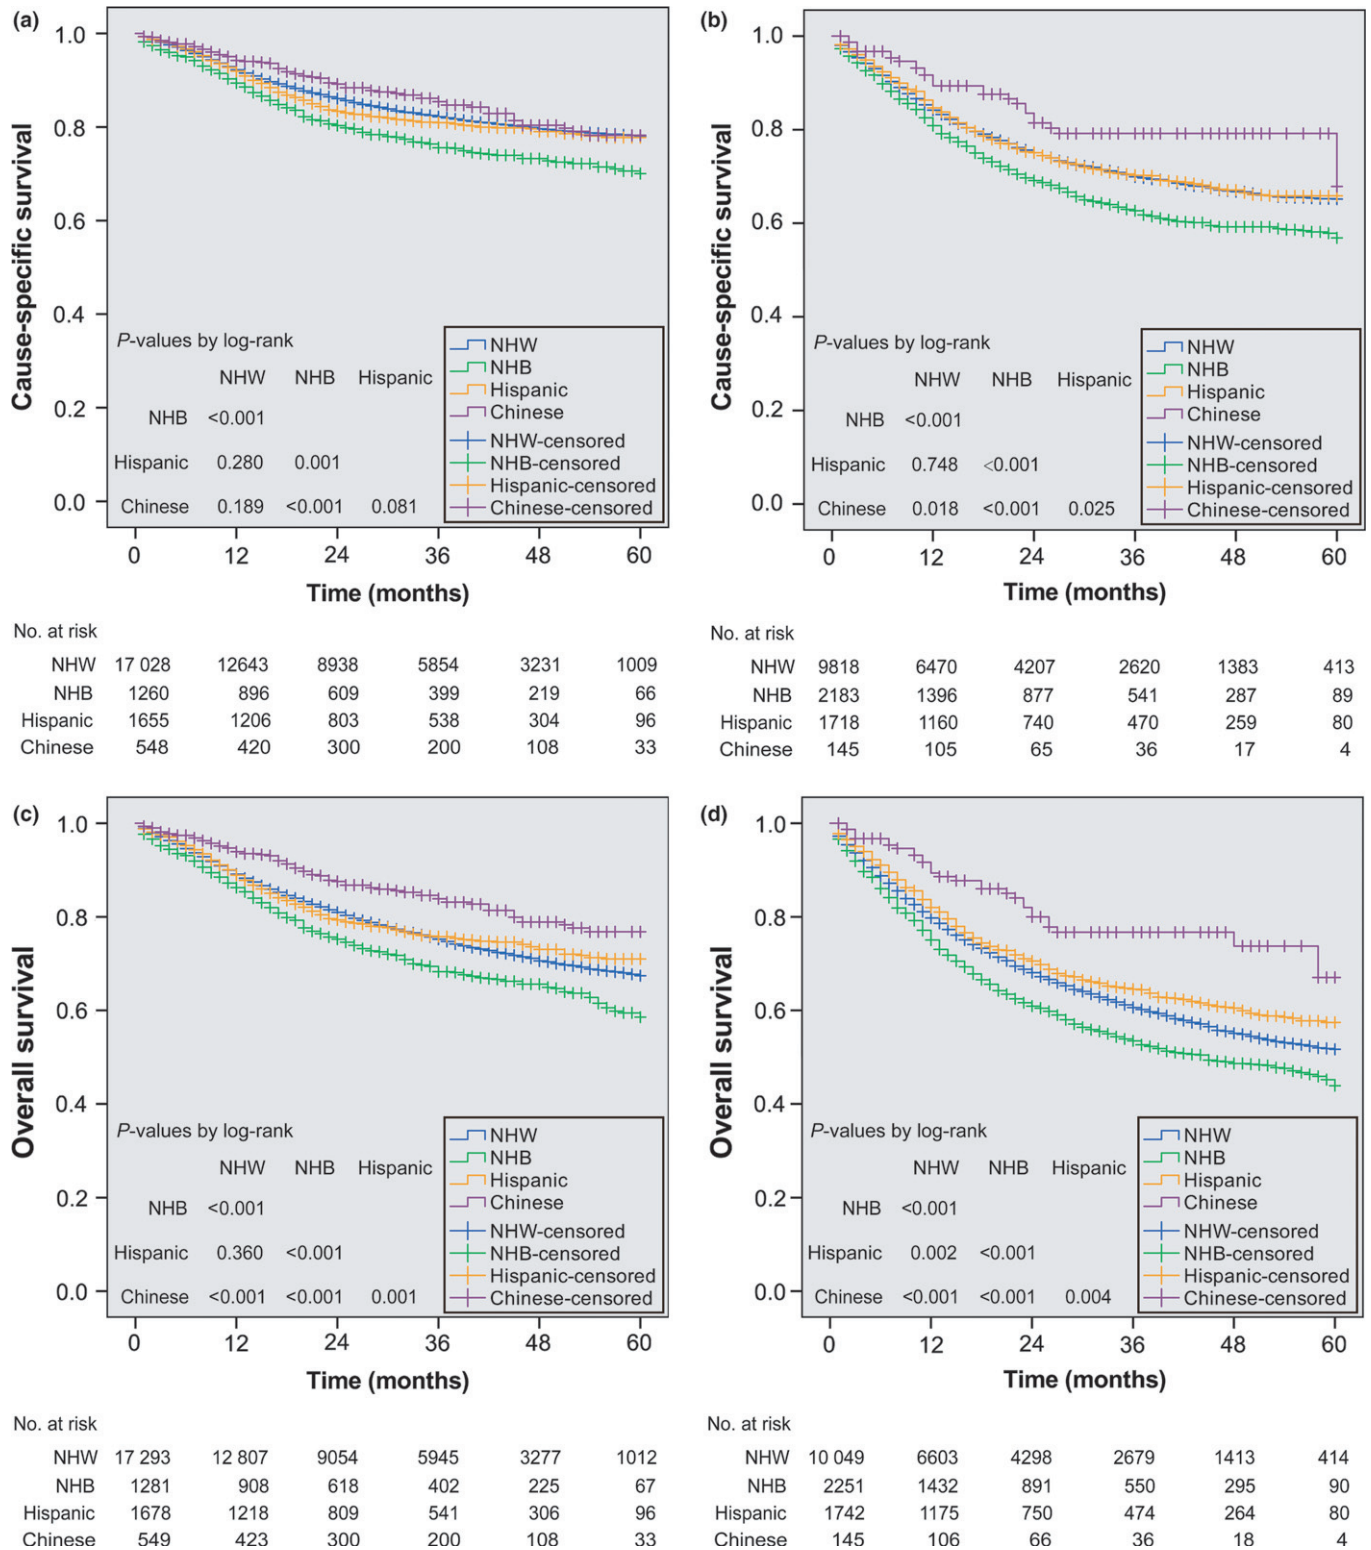 (a)
1.0
0.8
0.6
0.4
0.2
0.0
Cause-specific survival
P-values by log-rank
NHW NHB Hispanic
NHB <0.001
Hispanic 0.280 0.001
Chinese 0.189 <0.001 0.081
NHW
NHB
Hispanic
Chinese
NHW-censored
NHB-censored
Hispanic-censored
Chinese-censored
0 12 24 36 48 60
Time (months)
No. at risk
NHW 17 028 12643 8938 5854 3231 1009
NHB 1260 896 609 399 219 66
Hispanic 1655 1206 803 538 304 96
Chinese 548 420 300 200 108 33
(b)
1.0
0.8
0.6
0.4
0.2
0.0
Cause-specific survival
P-values by log-rank
NHW NHB Hispanic
NHB <0.001
Hispanic 0.748 <0.001
Chinese 0.018 <0.001 0.025
NHW
NHB
Hispanic
Chinese
NHW-censored
NHB-censored
Hispanic-censored
Chinese-censored
0 12 24 36 48 60
Time (months)
No. at risk
NHW 9818 6470 4207 2620 1383 413
NHB 2183 1396 877 541 287 89
Hispanic 1718 1160 740 470 259 80
Chinese 145 105 65 36 17 4
(c)
1.0
0.8
0.6
0.4
0.2
0.0
Overall survival
P-values by log-rank
NHW NHB Hispanic
NHB <0.001
Hispanic 0.360 <0.001
Chinese <0.001 <0.001 0.001
NHW
NHB
Hispanic
Chinese
NHW-censored
NHB-censored
Hispanic-censored
Chinese-censored
0 12 24 36 48 60
Time (months)
No. at risk
NHW 17 293 12 807 9054 5945 3277 1012
NHB 1281 908 618 402 225 67
Hispanic 1678 1218 809 541 306 96
Chinese 549 423 300 200 108 33
(d)
1.0
0.8
0.6
0.4
0.2
0.0
Overall survival
P-values by log-rank
NHW NHB Hispanic
NHB <0.001
Hispanic 0.002 <0.001
Chinese <0.001 <0.001 0.004
NHW
NHB
Hispanic
Chinese
NHW-censored
NHB-censored
Hispanic-censored
Chinese-censored
0 12 24 36 48 60
Time (months)
No. at risk
NHW 10 049 6603 4298 2679 1413 414
NHB 2251 1432 891 550 295 90
Hispanic 1742 1175 750 474 264 80
Chinese 145 106 66 36 18 4